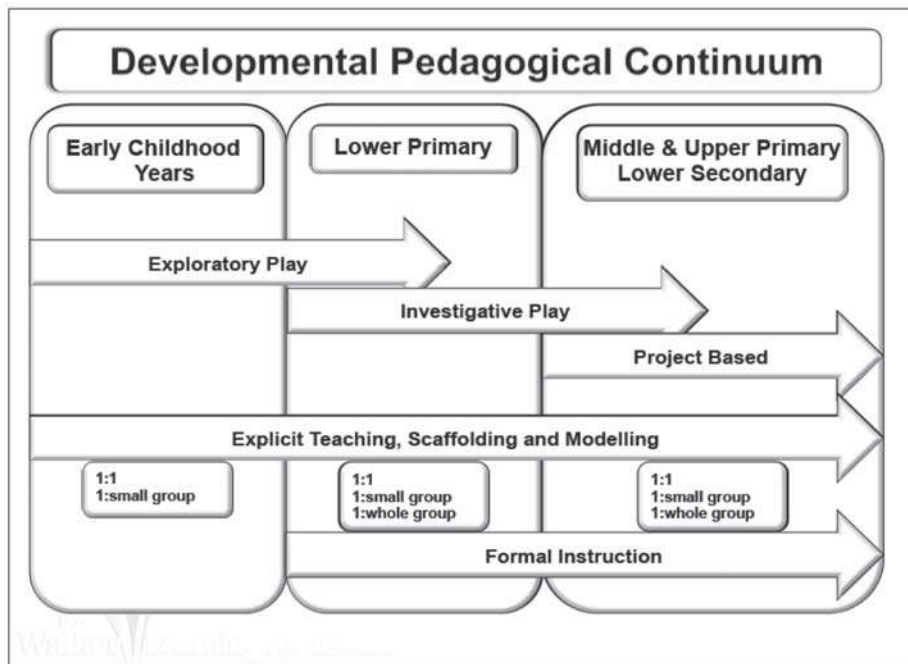 Developmental Pedagogical Continuum
Early Childhood
Years
Lower Primary
Middle & Upper Primary
Lower Secondary
Exploratory Play
Investigative Play
Project Based
Explicit Teaching, Scaffolding and Modelling
1:1
1:small group
1:1
1:small group
1:whole group
1:1
1:small group
1:whole group
Formal Instruction